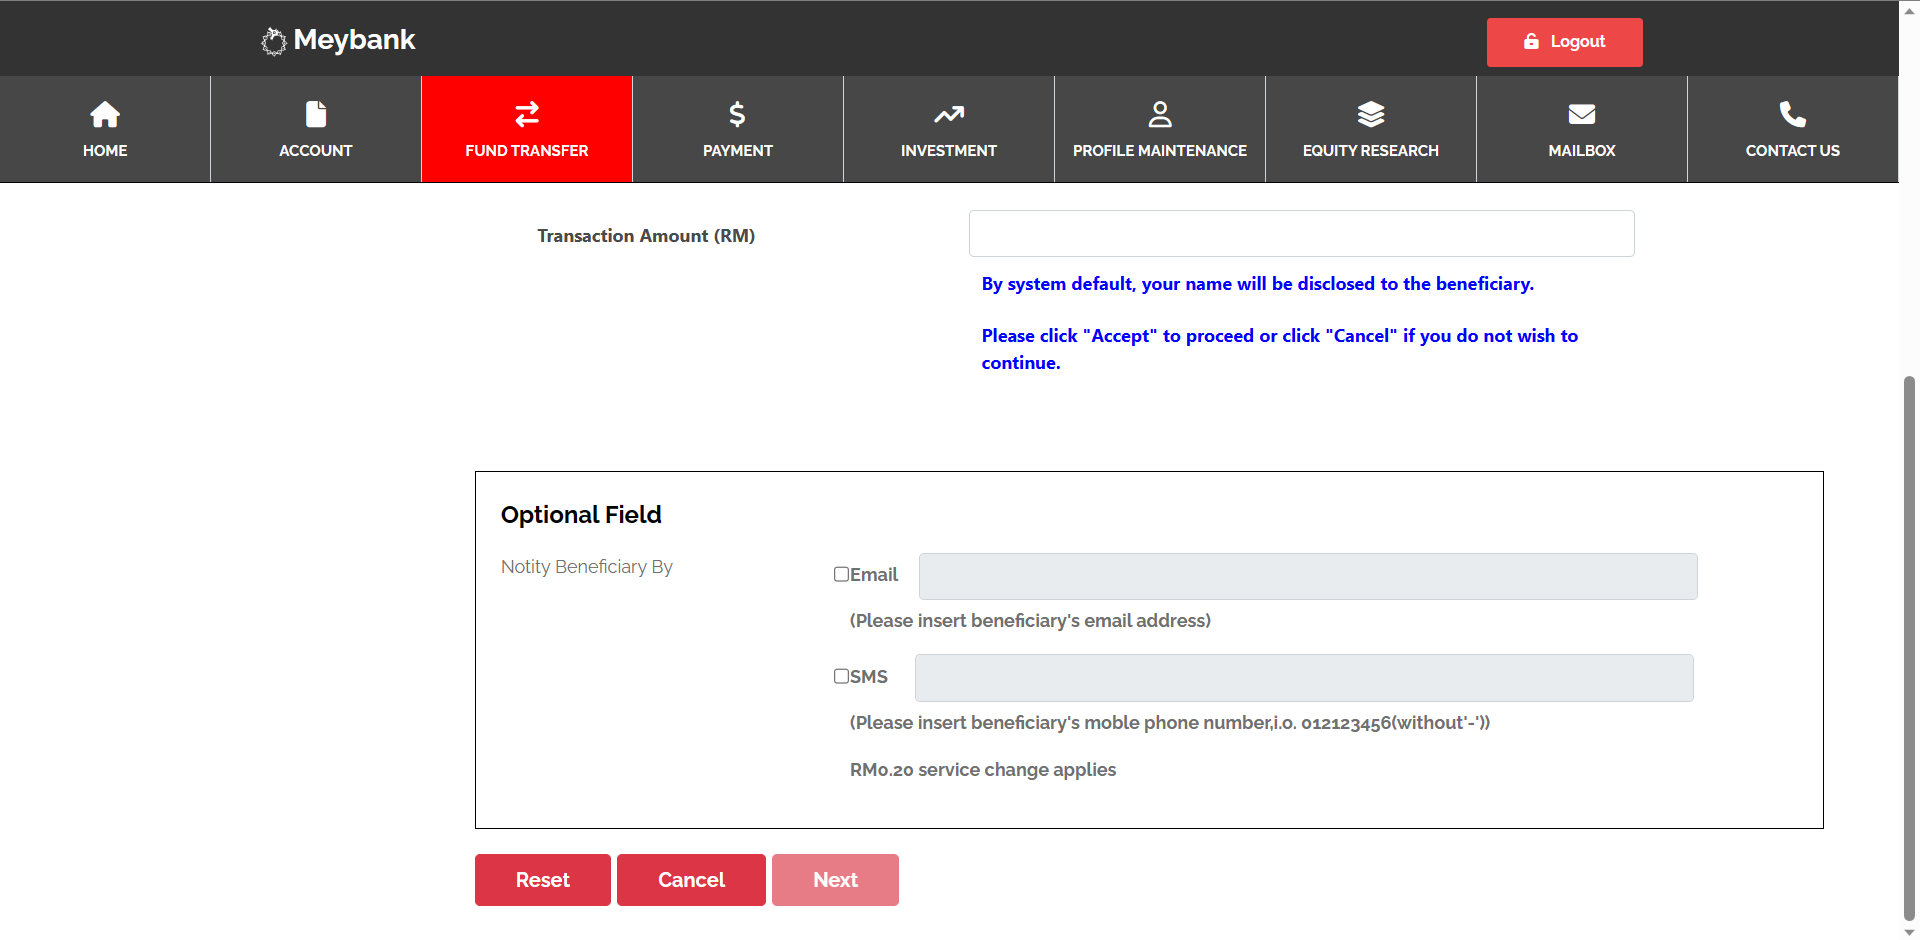 Meybank
Logout
HOME
ACCOUNT
FUND TRANSFER
PAYMENT
INVESTMENT
PROFILE MAINTENANCE
EQUITY RESEARCH
MAILBOX
CONTACT US
Transaction Amount (RM)
By system default, your name will be disclosed to the beneficiary.
Please click "Accept" to proceed or click "Cancel" if you do not wish to
continue.
Optional Field
Notity Beneficiary By
Email
(Please insert beneficiary's email address)
SMS
(Please insert beneficiary's moble phone number,i.o. 012123456(without'-'))
RM0.20 service change applies
Reset
Cancel
Next